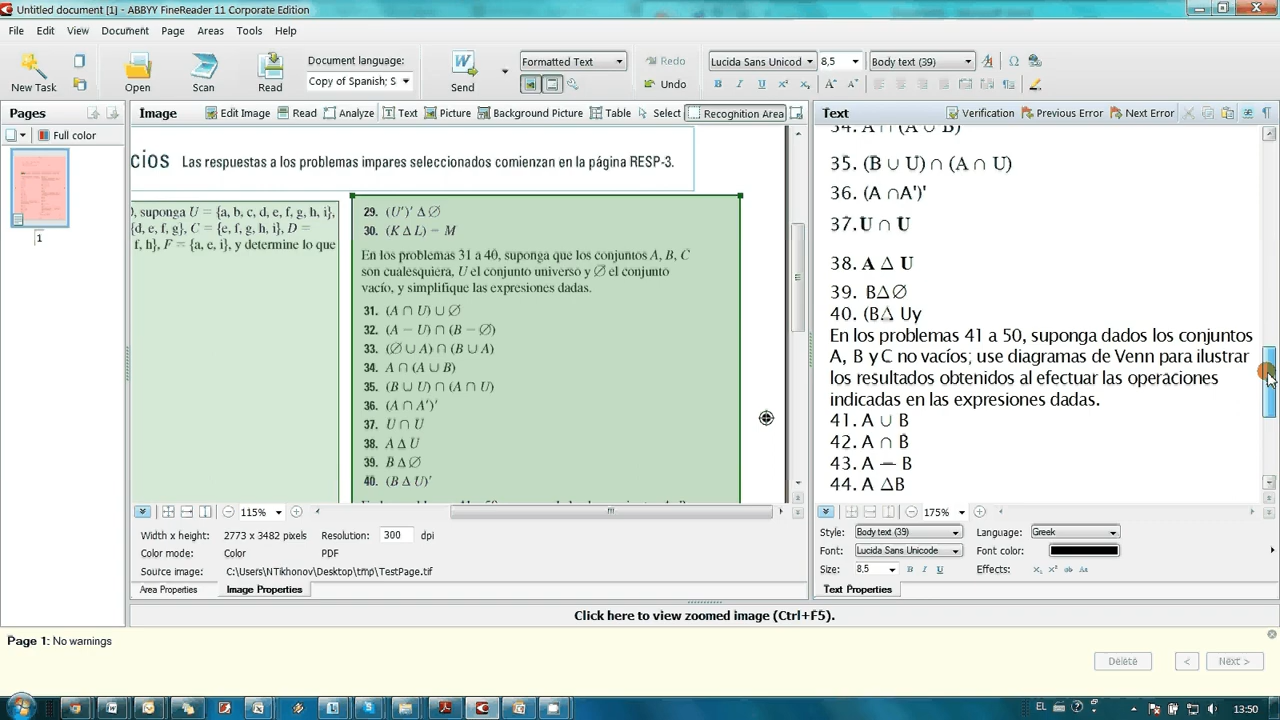 Untitled document [1] - ABBYY FineReader 11 Corporate Edition
File Edit View Document Page Areas Tools Help
New Task
Open
Scan
Document language:
Copy of Spanish; S
Read
Send
Formatted Text
Redo
Undo
Lucida Sans Unicod 8,5 Body text (39)
B I U x² x₂
Pages
Full color
1
Image Edit Image Read Analyze Text Picture Background Picture Table Select Recognition Area
cios Las respuestas a los problemas impares seleccionados comienzan en la página RESP-3.
, suponga U = {a, b, c, d, e, f, g, h, i},
{d, e, f, g}, C = {e, f, g, h, i}, D =
f, h}, F = {a, e, i}, y determine lo que
29. (U′)′ Δ ∅
30. (K Δ L) − M
En los problemas 31 a 40, suponga que los conjuntos A, B, C
son cualesquiera, U el conjunto universo y ∅ el conjunto
vacío, y simplifique las expresiones dadas.
31. (A ∩ U) ∪ ∅
32. (A − U) ∩ (B − ∅)
33. (∅ ∪ A) ∩ (B ∪ A)
34. A ∩ (A ∪ B)
35. (B ∪ U) ∩ (A ∩ U)
36. (A ∩ A′)′
37. U ∩ U
38. A Δ U
39. B Δ ∅
40. (B Δ U)′
115%
Width x height: 2773 x 3482 pixels Resolution: 300 dpi
Color mode: Color PDF
Source image: C:\Users\NTikhonov\Desktop\tmp\TestPage.tif
Area Properties Image Properties
Text Verification Previous Error Next Error
34. A ∩ (A ∪ B)
35. (B ∪ U) ∩ (A ∩ U)
36. (A ∩A')'
37. U ∩ U
38. A Δ U
39. BΔ∅
40. (BΔ Uy
En los problemas 41 a 50, suponga dados los conjuntos
A, B y C no vacíos; use diagramas de Venn para ilustrar
los resultados obtenidos al efectuar las operaciones
indicadas en las expresiones dadas.
41. A ∪ B
42. A ∩ B
43. A — B
44. A ΔB
175%
Style: Body text (39) Language: Greek
Font: Lucida Sans Unicode Font color:
Size: 8,5 B I U Effects:
Text Properties
Click here to view zoomed image (Ctrl+F5).
Page 1: No warnings
Delete < Next >
EL 13:50